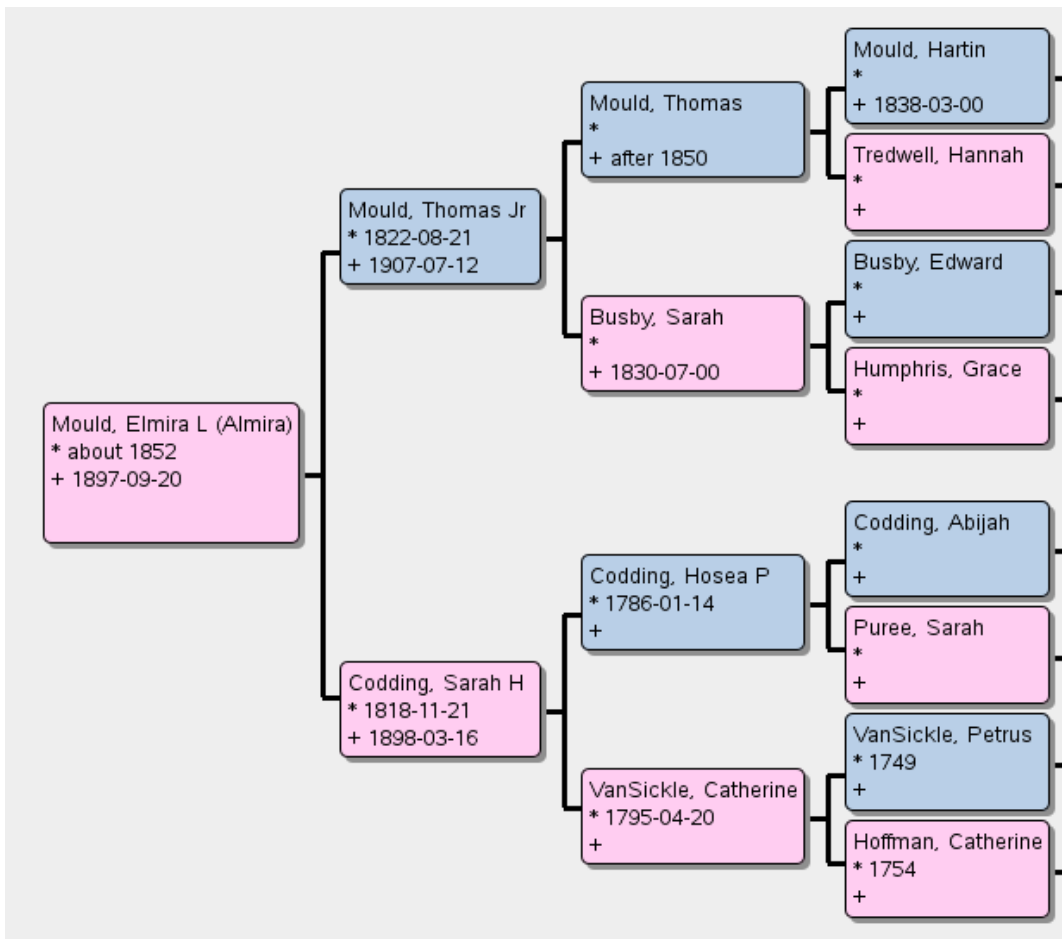 Mould, Elmira L (Almira)
* about 1852
+ 1897-09-20
Mould, Thomas Jr
* 1822-08-21
+ 1907-07-12
Codding, Sarah H
* 1818-11-21
+ 1898-03-16
Mould, Thomas
*
+ after 1850
Busby, Sarah
*
+ 1830-07-00
Codding, Hosea P
* 1786-01-14
+
VanSickle, Catherine
* 1795-04-20
+
Mould, Hartin
*
+ 1838-03-00
Tredwell, Hannah
*
+
Busby, Edward
*
+
Humphris, Grace
*
+
Codding, Abijah
*
+
Puree, Sarah
*
+
VanSickle, Petrus
* 1749
+
Hoffman, Catherine
* 1754
+